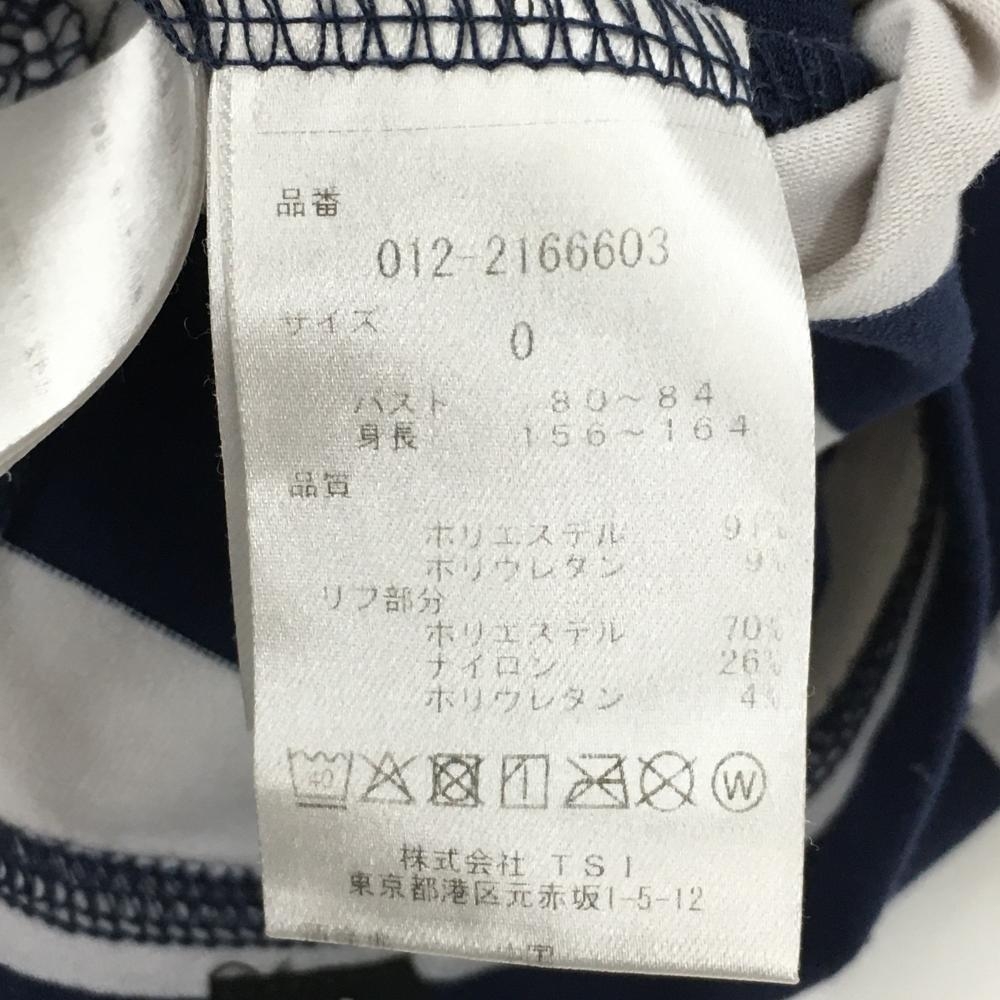 品番
012-2166603
サイズ 0
バスト 80～84
身長 156～164
品質
ポリエステル 91%
ポリウレタン 9%
リブ部分
ポリエステル 70%
ナイロン 26%
ポリウレタン 4%
40 W
株式会社 TSI
東京都港区元赤坂1-5-12